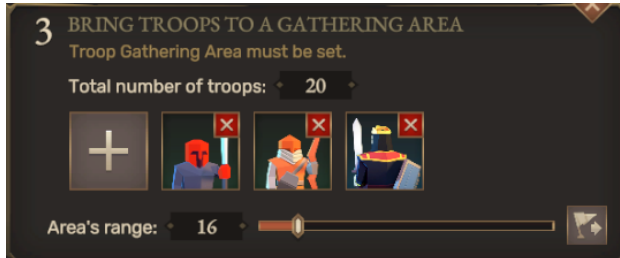 3 BRING TROOPS TO A GATHERING AREA
Troop Gathering Area must be set.
Total number of troops: 20
Area's range: 16